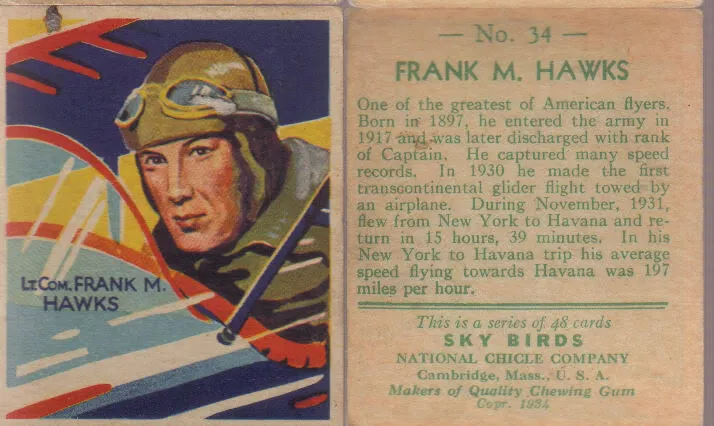 LT. COM. FRANK M.
HAWKS
— No. 34 —
FRANK M. HAWKS
One of the greatest of American flyers.
Born in 1897, he entered the army in
1917 and was later discharged with rank
of Captain. He captured many speed
records. In 1930 he made the first
transcontinental glider flight towed by
an airplane. During November, 1931,
flew from New York to Havana and re-
turn in 15 hours, 39 minutes. In his
New York to Havana trip his average
speed flying towards Havana was 197
miles per hour.
This is a series of 48 cards
SKY BIRDS
NATIONAL CHICLE COMPANY
Cambridge, Mass., U. S. A.
Makers of Quality Chewing Gum
Copr. 1934